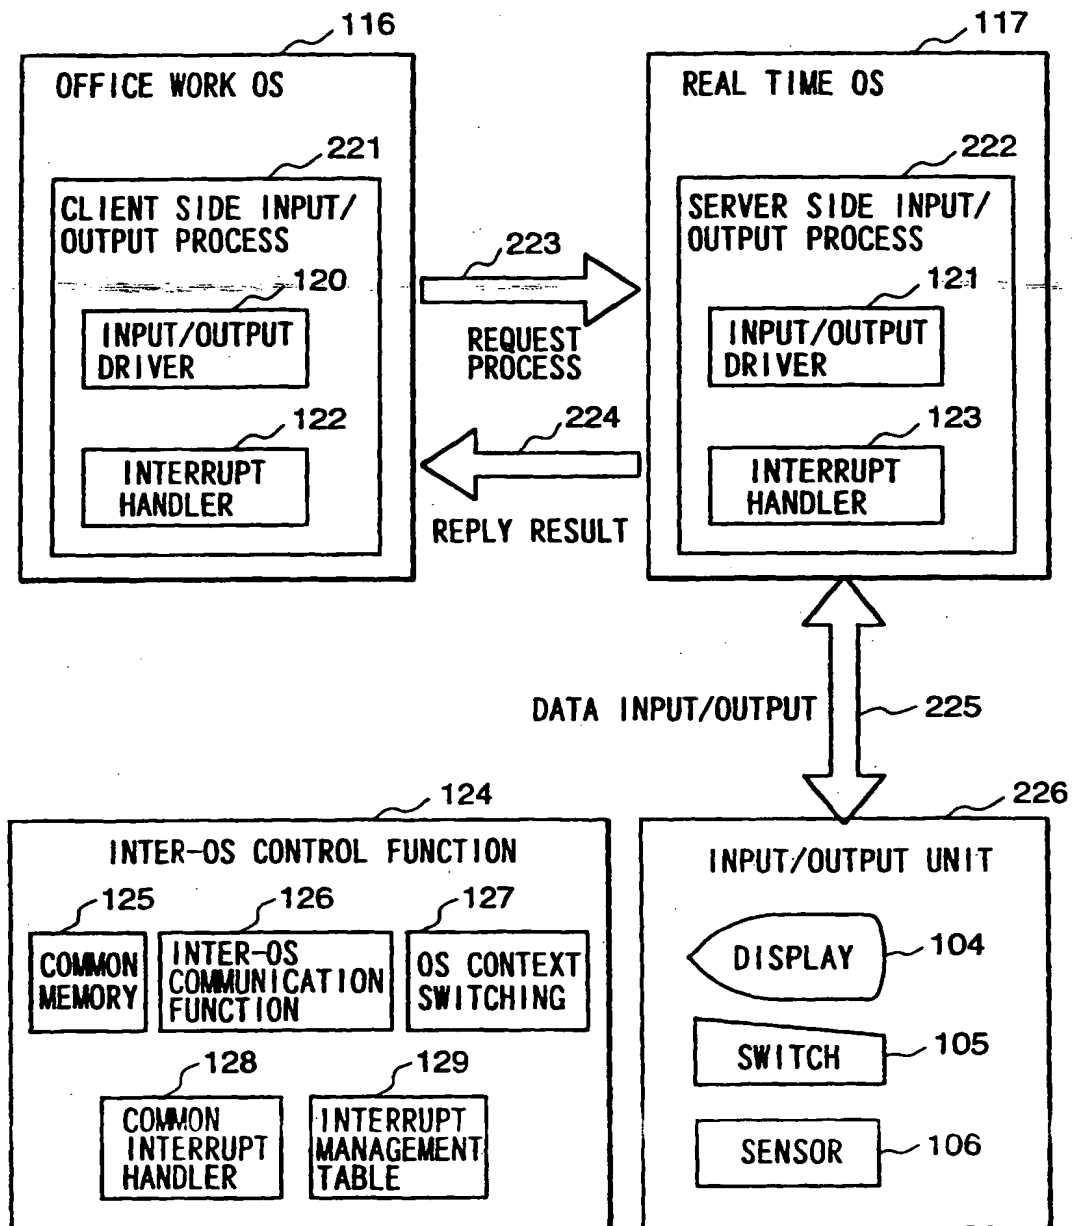 116
OFFICE WORK OS
221
CLIENT SIDE INPUT/
OUTPUT PROCESS
120
INPUT/OUTPUT
DRIVER
122
INTERRUPT
HANDLER
223
REQUEST
PROCESS
224
REPLY RESULT
117
REAL TIME OS
222
SERVER SIDE INPUT/
OUTPUT PROCESS
121
INPUT/OUTPUT
DRIVER
123
INTERRUPT
HANDLER
DATA INPUT/OUTPUT
225
124
INTER-OS CONTROL FUNCTION
125
COMMON
MEMORY
126
INTER-OS
COMMUNICATION
FUNCTION
127
OS CONTEXT
SWITCHING
128
COMMON
INTERRUPT
HANDLER
129
INTERRUPT
MANAGEMENT
TABLE
226
INPUT/OUTPUT UNIT
DISPLAY
104
SWITCH
105
SENSOR
106